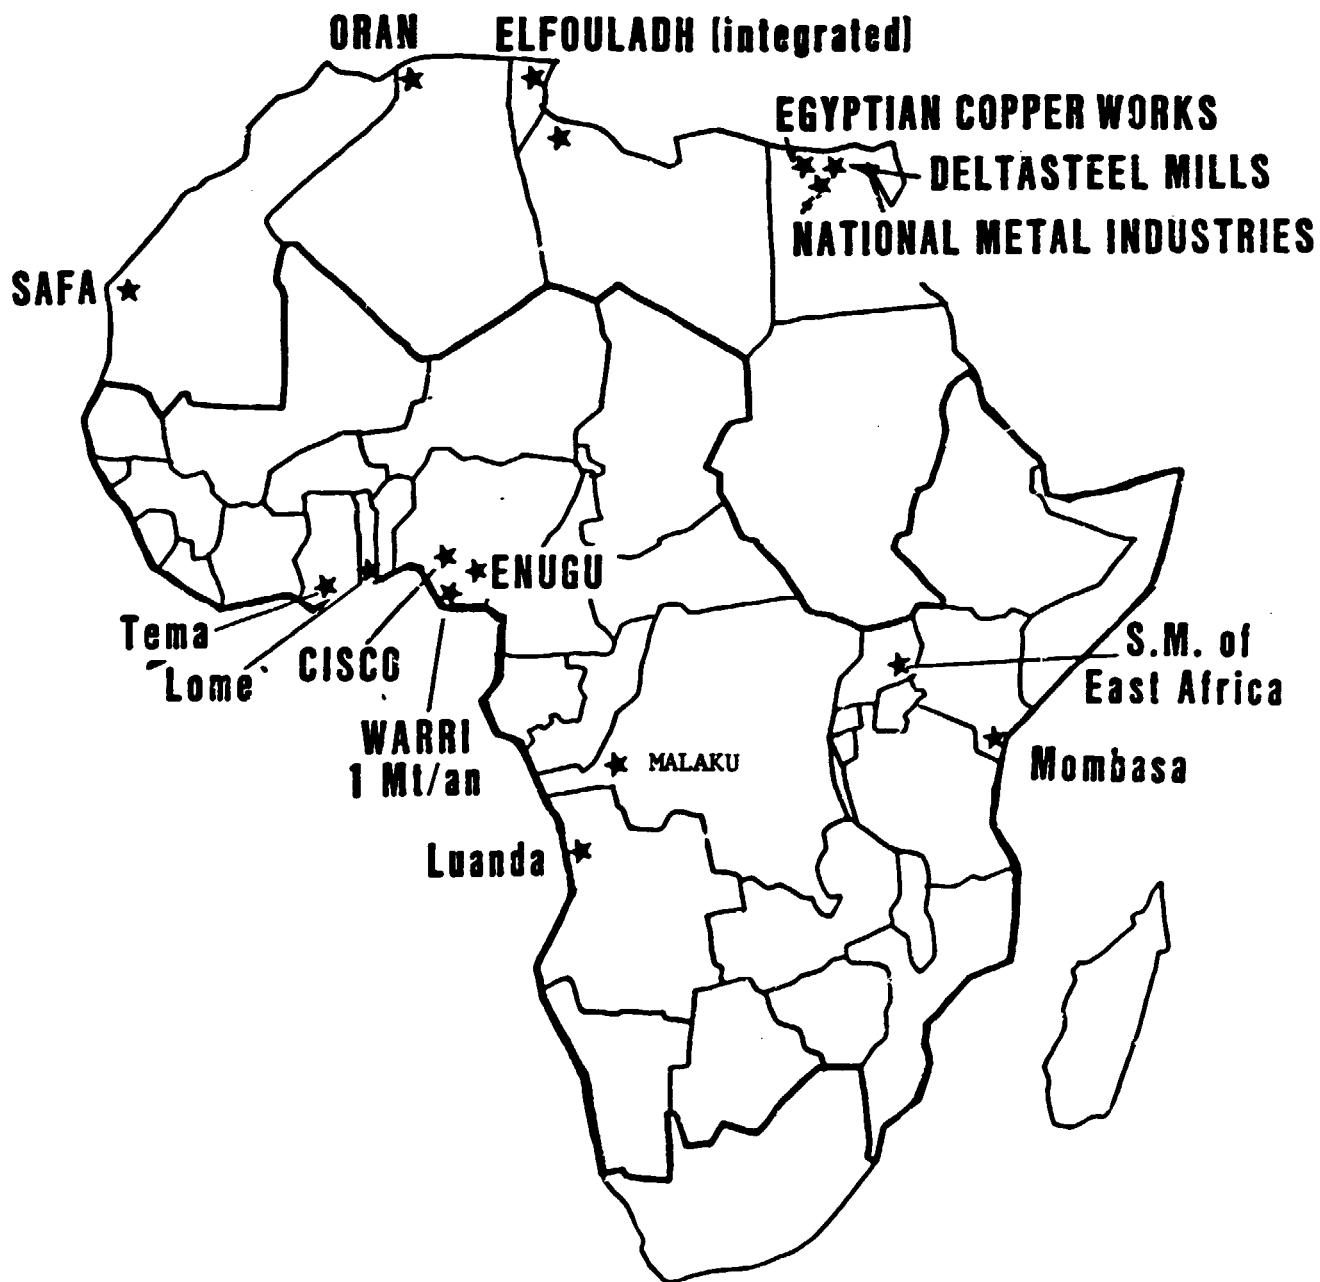 ORAN
ELFOULADH (integrated)
EGYPTIAN COPPER WORKS
DELTASTEEL MILLS
NATIONAL METAL INDUSTRIES
SAFA
ENUGU
Tema
Lome
CISCO
WARRI
1 Mt/an
S.M. of
East Africa
Mombasa
MALAKU
Luanda